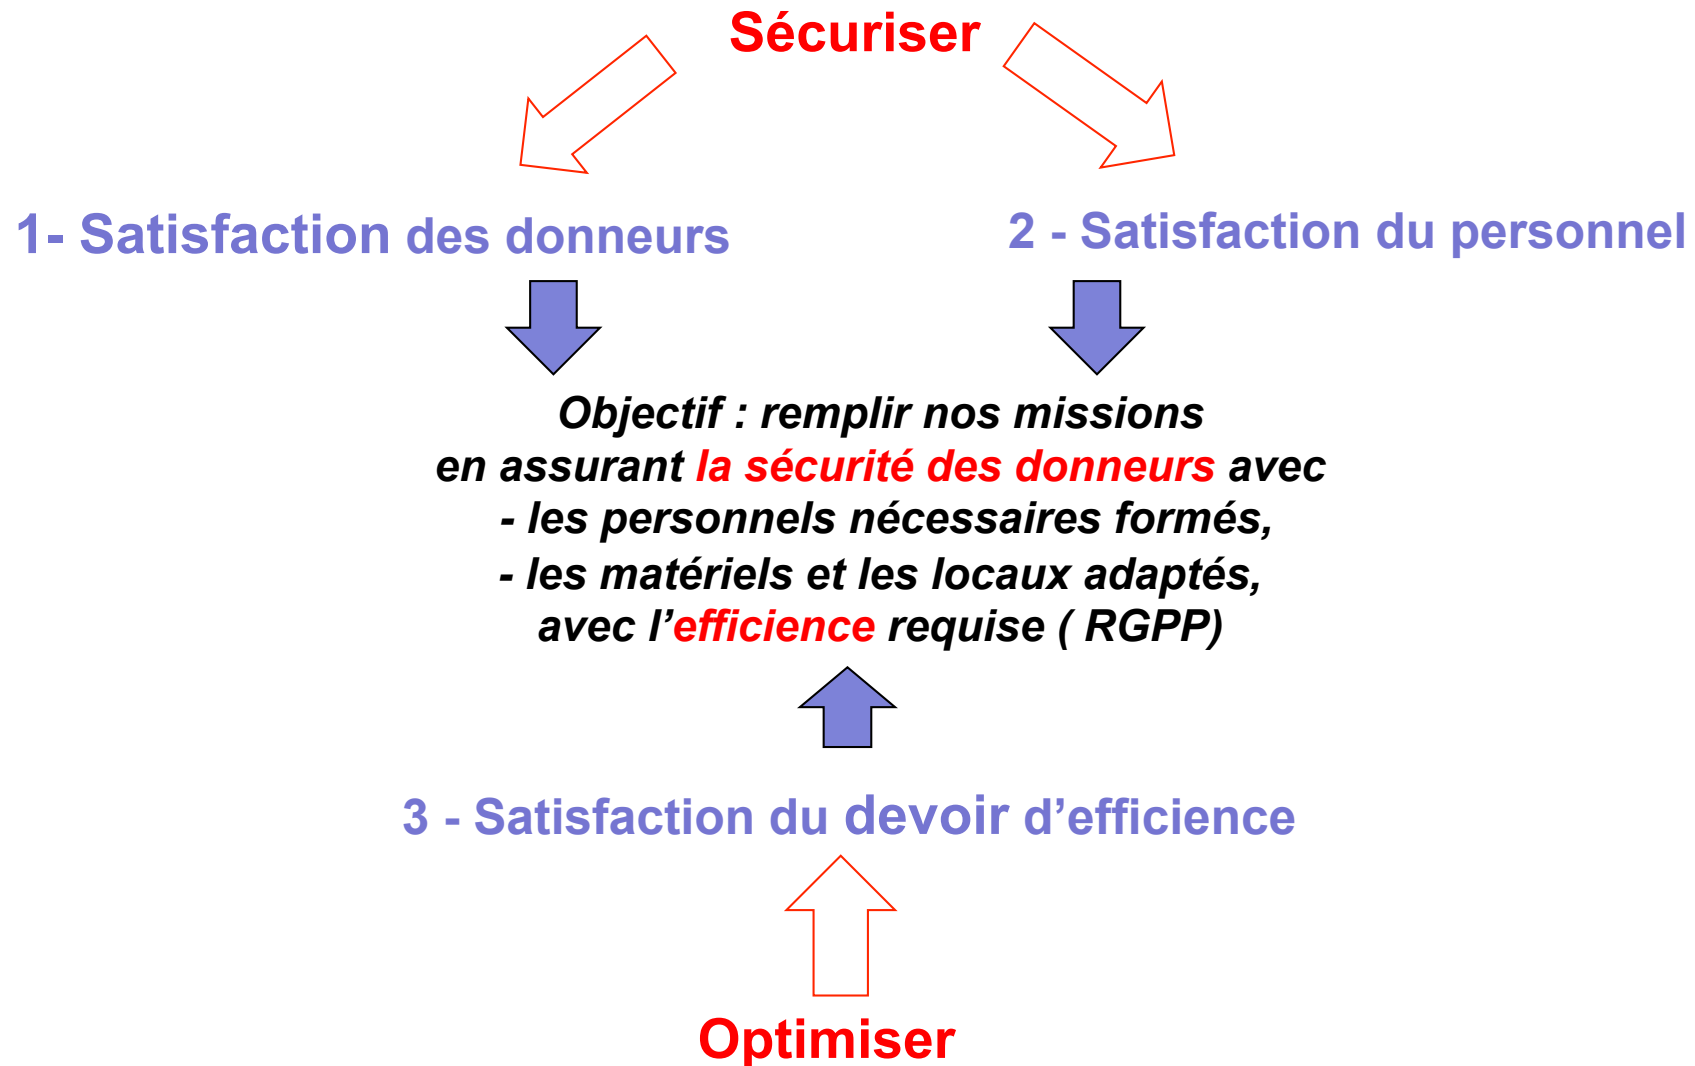 Sécuriser
1- Satisfaction des donneurs
2 - Satisfaction du personnel
Objectif : remplir nos missions
en assurant la sécurité des donneurs avec
- les personnels nécessaires formés,
- les matériels et les locaux adaptés,
avec l’efficience requise ( RGPP)
3 - Satisfaction du devoir d’efficience
Optimiser